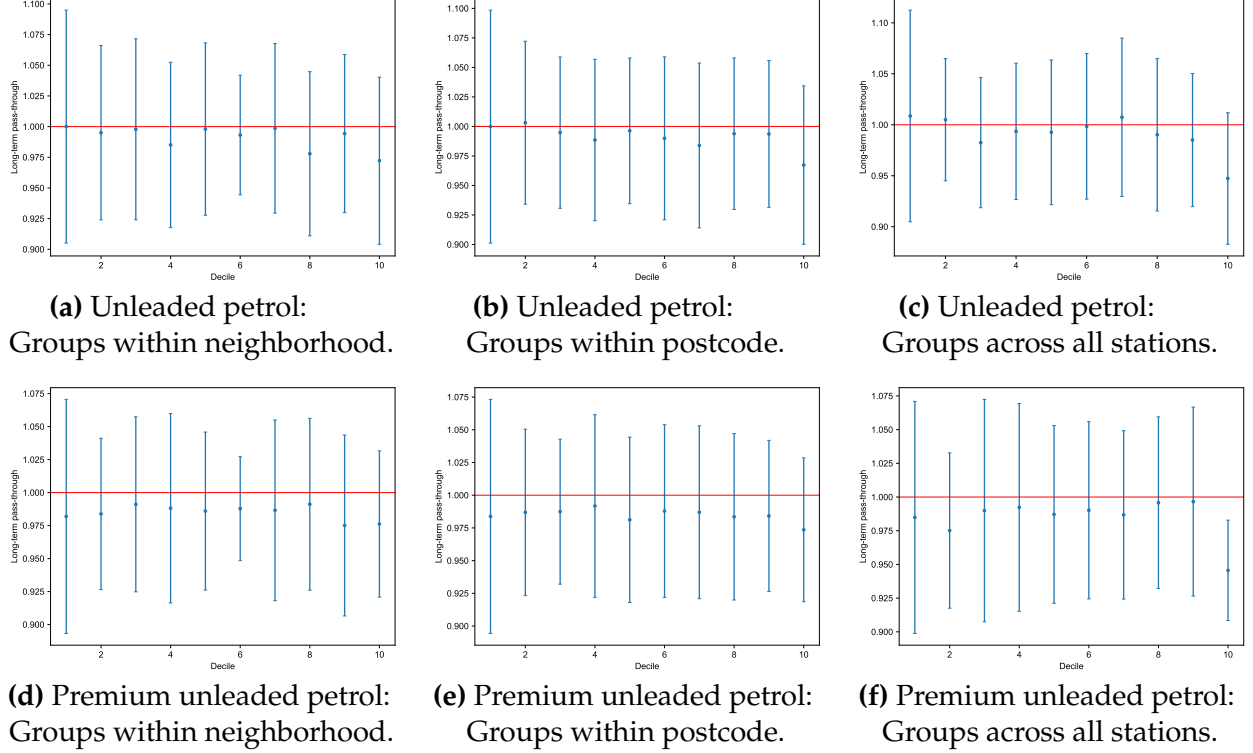 1.100
1.075
1.050
1.025
1.000
0.975
0.950
0.925
0.900
Long-term pass-through
2 4 6 8 10
Decile
(a) Unleaded petrol:
Groups within neighborhood.
1.100
1.075
1.050
1.025
1.000
0.975
0.950
0.925
0.900
Long-term pass-through
2 4 6 8 10
Decile
(b) Unleaded petrol:
Groups within postcode.
1.10
1.05
1.00
0.95
0.90
Long-term pass-through
2 4 6 8 10
Decile
(c) Unleaded petrol:
Groups across all stations.
1.075
1.050
1.025
1.000
0.975
0.950
0.925
0.900
Long-term pass-through
2 4 6 8 10
Decile
(d) Premium unleaded petrol:
Groups within neighborhood.
1.075
1.050
1.025
1.000
0.975
0.950
0.925
0.900
Long-term pass-through
2 4 6 8 10
Decile
(e) Premium unleaded petrol:
Groups within postcode.
1.075
1.050
1.025
1.000
0.975
0.950
0.925
0.900
Long-term pass-through
2 4 6 8 10
Decile
(f) Premium unleaded petrol:
Groups across all stations.